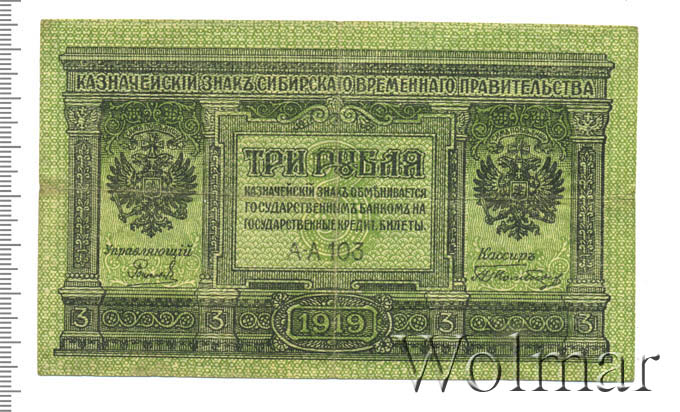 КАЗНАЧЕЙСКІЙ ЗНАКЪ СИБИРСКАГО ВРЕМЕННАГО ПРАВИТЕЛЬСТВА
ТРИ РУБЛЯ
КАЗНАЧЕЙСКІЙ ЗНАКЪ ОБМѢНИВАЕТСЯ
ГОСУДАРСТВЕННЫМЪ БАНКОМЪ НА
ГОСУДАРСТВЕННЫЕ КРЕДИТ. БИЛЕТЫ.
А-А 103
Управляющій
Кассиръ
3 3 1919 3 3
Wolmar